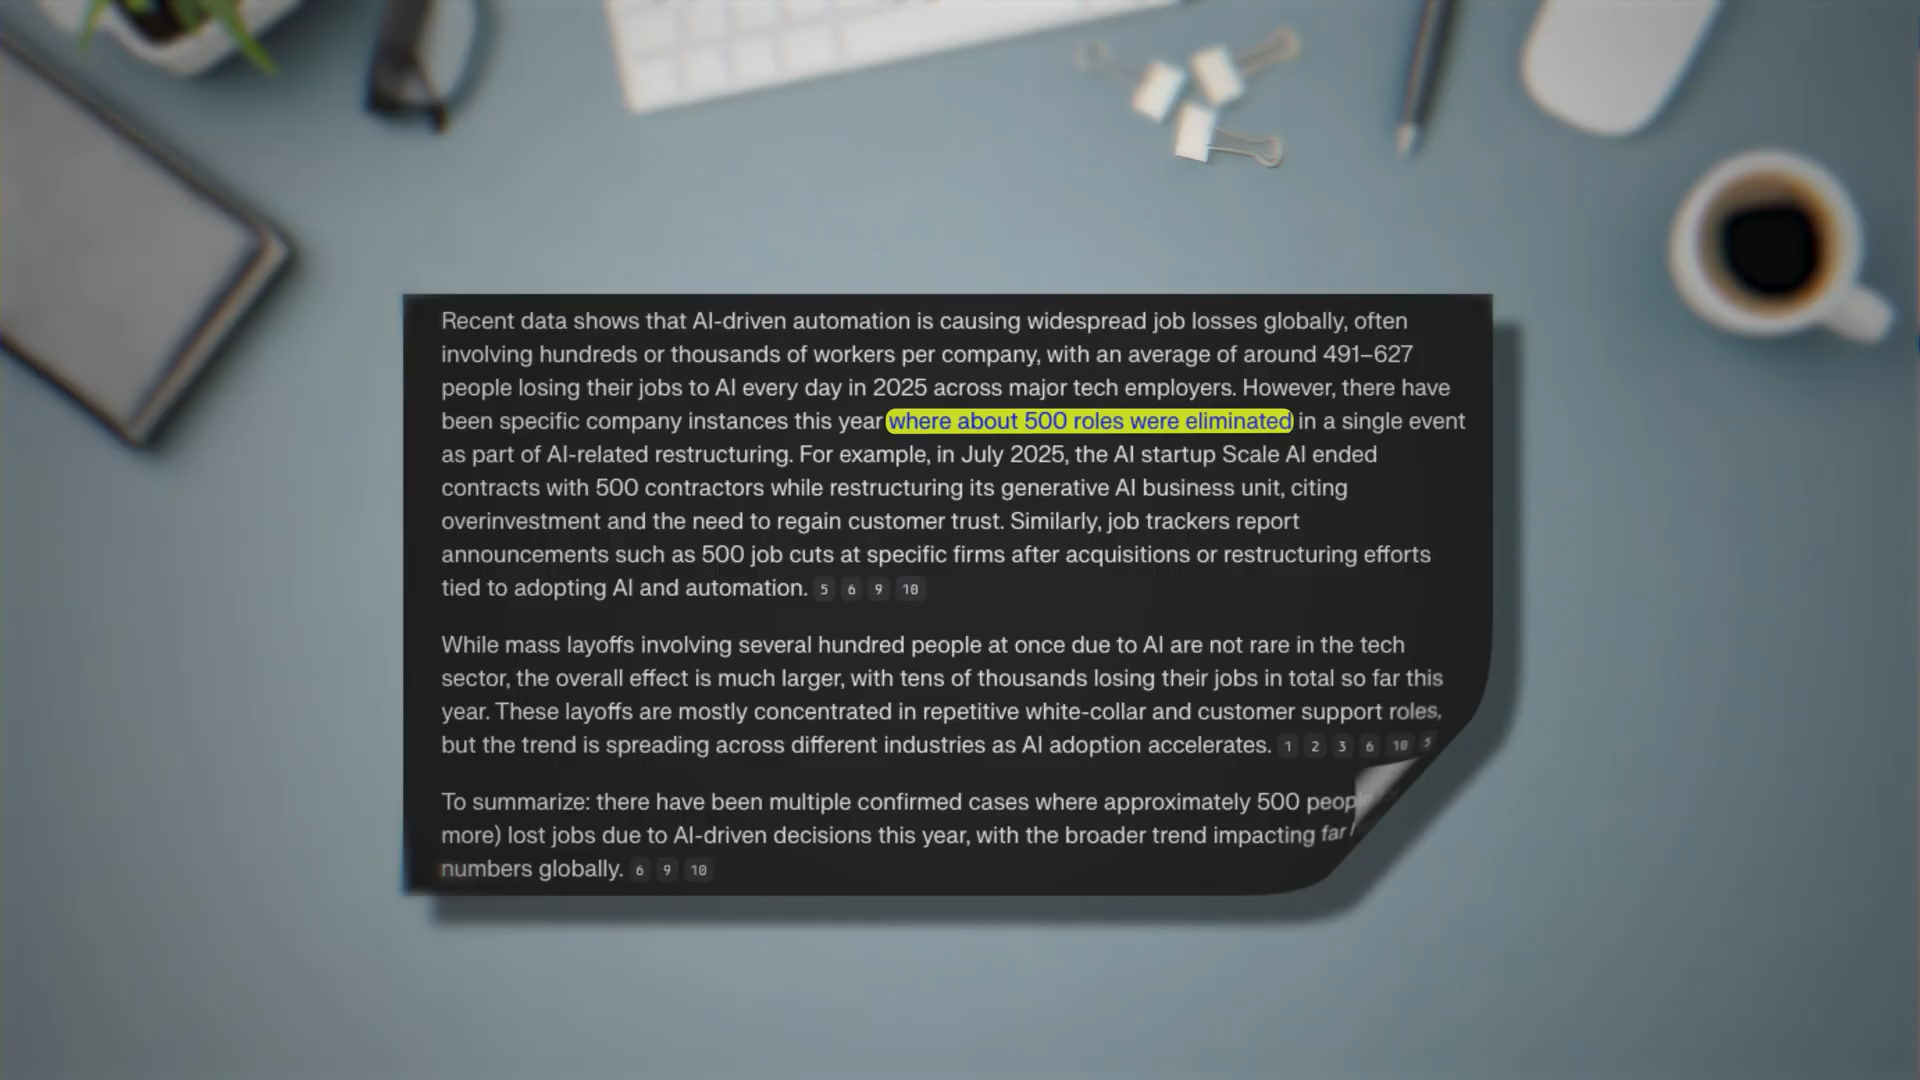 Recent data shows that AI-driven automation is causing widespread job losses globally, often
involving hundreds or thousands of workers per company, with an average of around 491–627
people losing their jobs to AI every day in 2025 across major tech employers. However, there have
been specific company instances this year where about 500 roles were eliminated in a single event
as part of AI-related restructuring. For example, in July 2025, the AI startup Scale AI ended
contracts with 500 contractors while restructuring its generative AI business unit, citing
overinvestment and the need to regain customer trust. Similarly, job trackers report
announcements such as 500 job cuts at specific firms after acquisitions or restructuring efforts
tied to adopting AI and automation. 5 6 9 10
While mass layoffs involving several hundred people at once due to AI are not rare in the tech
sector, the overall effect is much larger, with tens of thousands losing their jobs in total so far this
year. These layoffs are mostly concentrated in repetitive white-collar and customer support roles,
but the trend is spreading across different industries as AI adoption accelerates. 1 2 3 6 10
To summarize: there have been multiple confirmed cases where approximately 500
more) lost jobs due to AI-driven decisions this year, with the broader trend impacting far
numbers globally. 6 9 10